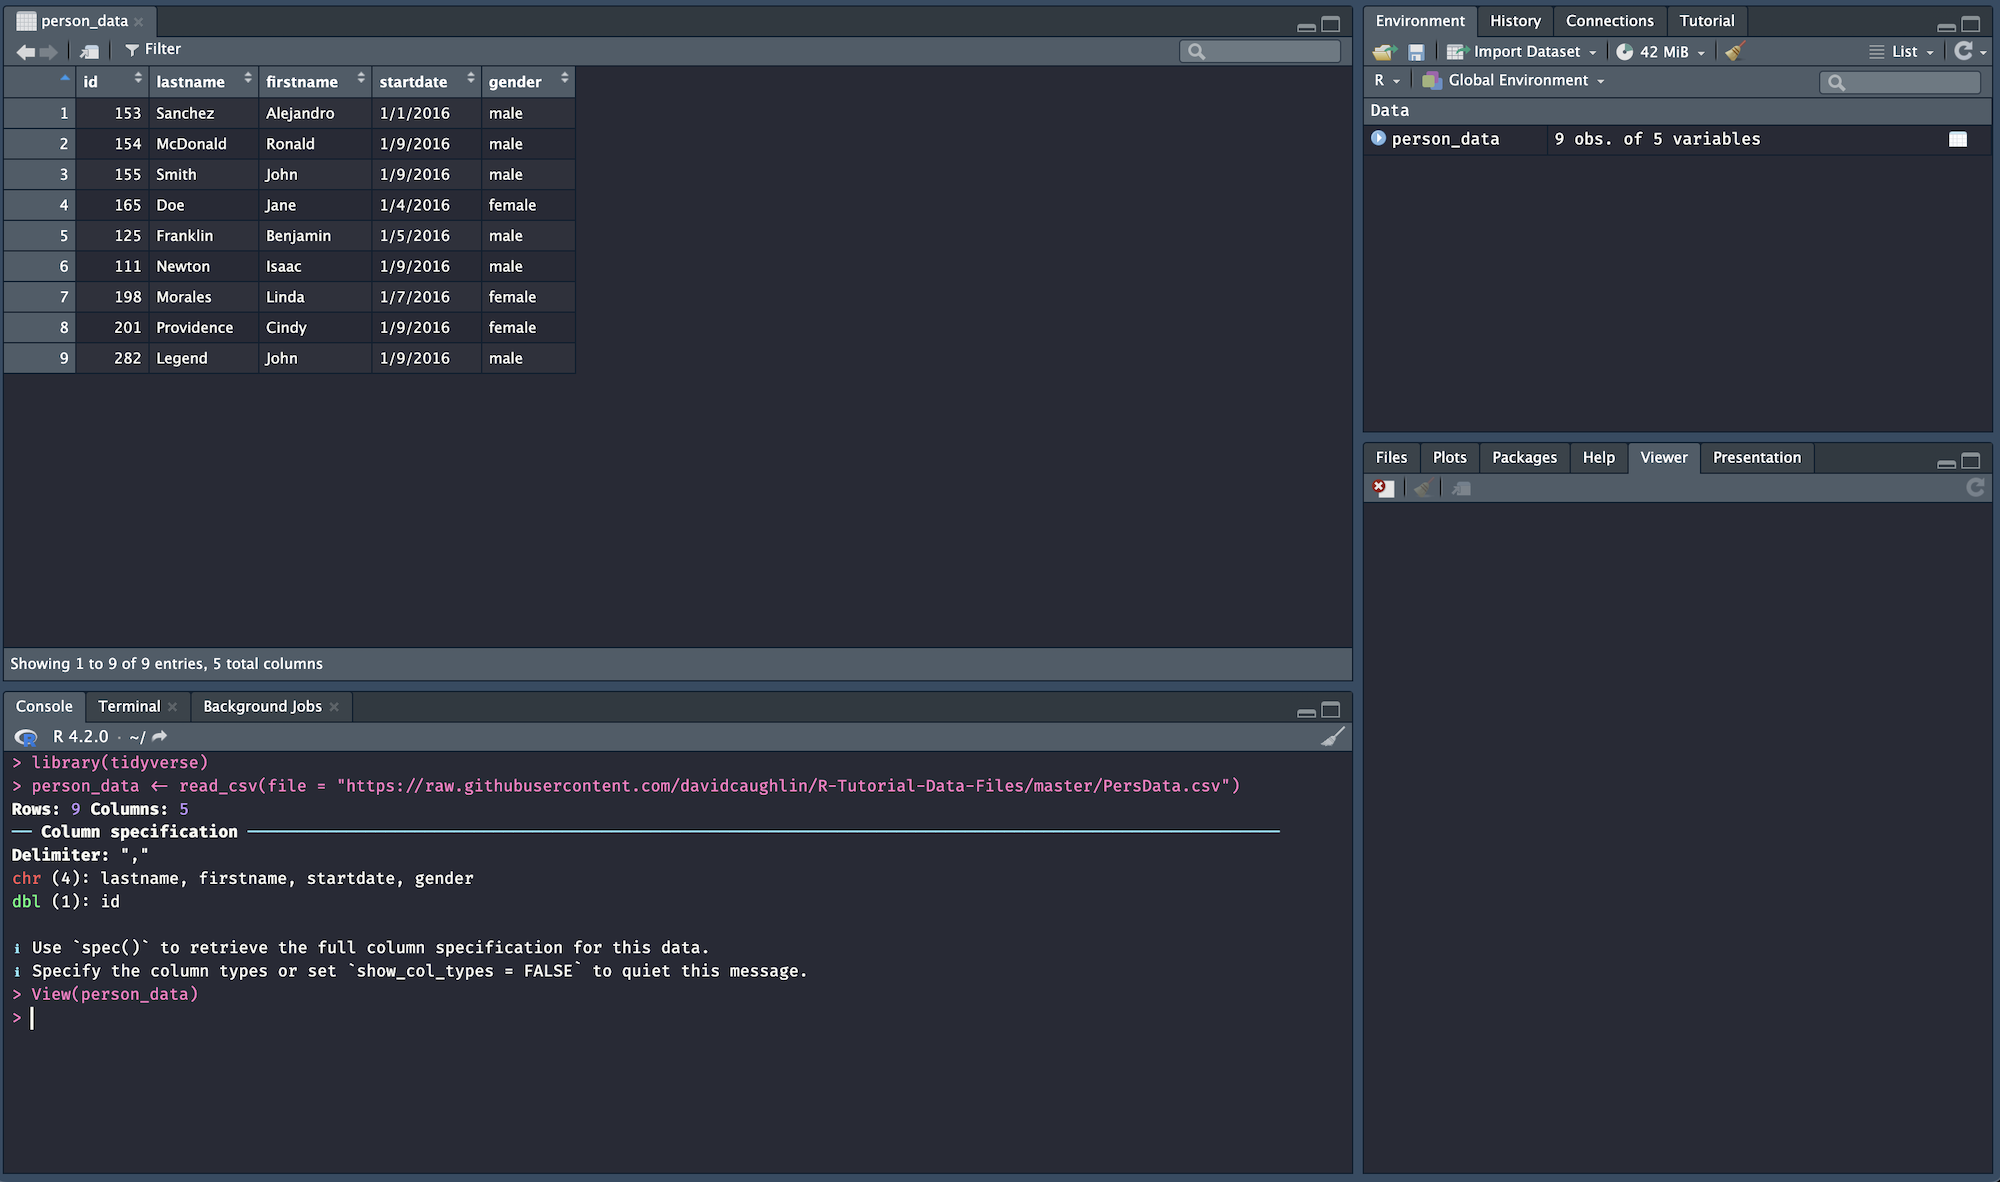 person_data
Filter
id lastname firstname startdate gender
1 153 Sanchez Alejandro 1/1/2016 male
2 154 McDonald Ronald 1/9/2016 male
3 155 Smith John 1/9/2016 male
4 165 Doe Jane 1/4/2016 female
5 125 Franklin Benjamin 1/5/2016 male
6 111 Newton Isaac 1/9/2016 male
7 198 Morales Linda 1/7/2016 female
8 201 Providence Cindy 1/9/2016 female
9 282 Legend John 1/9/2016 male
Showing 1 to 9 of 9 entries, 5 total columns
Console Terminal Background Jobs
R 4.2.0 · ~/
> library(tidyverse)
> person_data <- read_csv(file = "https://raw.githubusercontent.com/davidcaughlin/R-Tutorial-Data-Files/master/PersData.csv")
Rows: 9 Columns: 5
── Column specification ──
Delimiter: ","
chr (4): lastname, firstname, startdate, gender
dbl (1): id
ℹ Use `spec()` to retrieve the full column specification for this data.
ℹ Specify the column types or set `show_col_types = FALSE` to quiet this message.
> View(person_data)
>
Environment History Connections Tutorial
Import Dataset 42 MiB List
R Global Environment
Data
person_data 9 obs. of 5 variables
Files Plots Packages Help Viewer Presentation